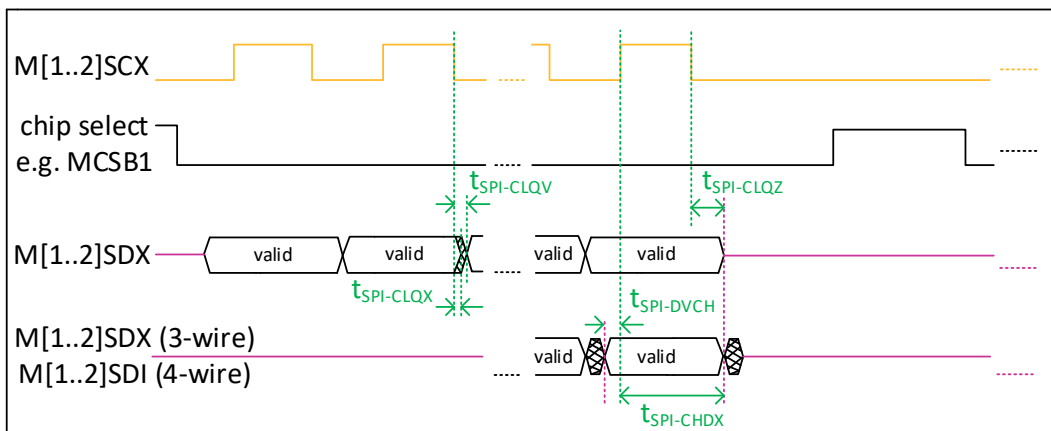 M[1..2]SCX
chip select
e.g. MCSB1
tSPI-CLQV
tSPI-CLQZ
M[1..2]SDX
valid
valid
valid
valid
tSPI-CLQX
tSPI-DVCH
M[1..2]SDX (3-wire)
M[1..2]SDI (4-wire)
valid
valid
tSPI-CHDX